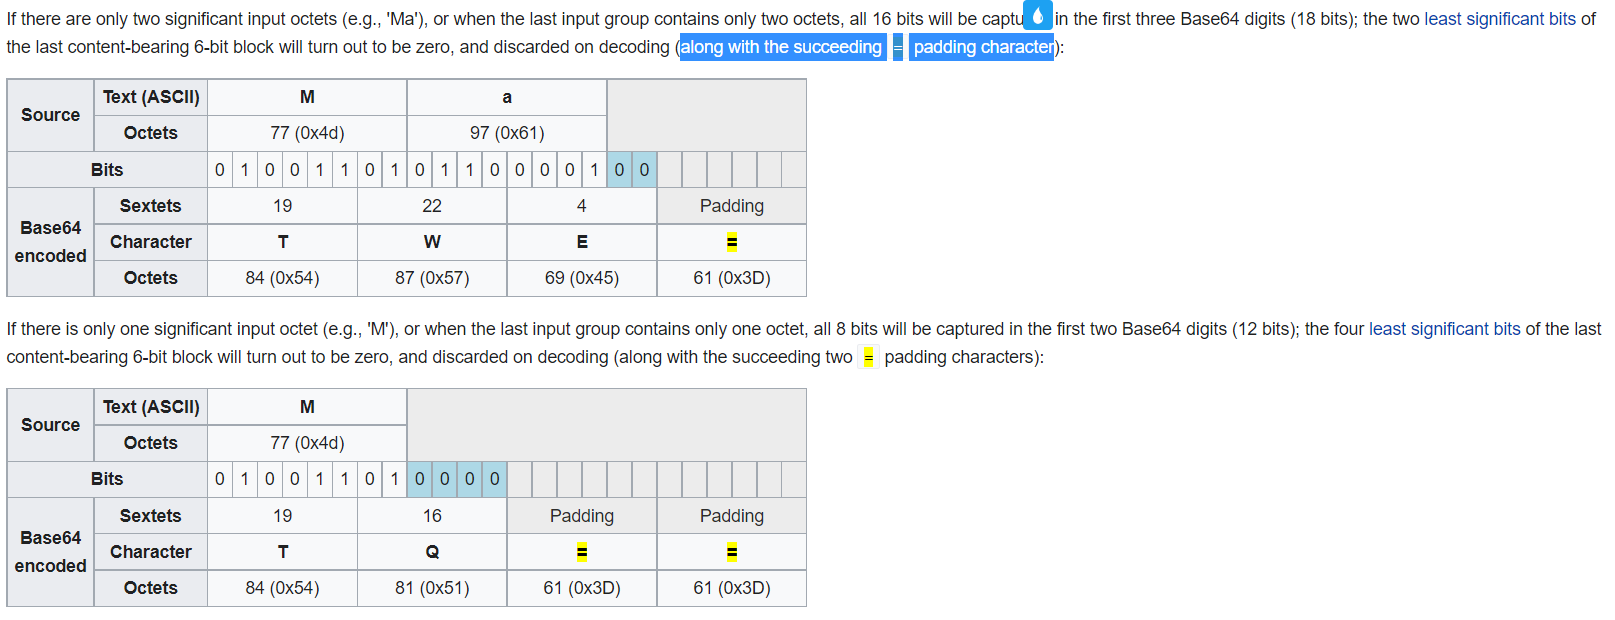 If there are only two significant input octets (e.g., 'Ma'), or when the last input group contains only two octets, all 16 bits will be captu in the first three Base64 digits (18 bits); the two least significant bits of
the last content-bearing 6-bit block will turn out to be zero, and discarded on decoding (along with the succeeding = padding character):
Source Text (ASCII) M a
Octets 77 (0x4d) 97 (0x61)
Bits 0 1 0 0 1 1 0 1 0 1 1 0 0 0 0 1 0 0
Base64 encoded Sextets 19 22 4 Padding
Character T W E =
Octets 84 (0x54) 87 (0x57) 69 (0x45) 61 (0x3D)
If there is only one significant input octet (e.g., 'M'), or when the last input group contains only one octet, all 8 bits will be captured in the first two Base64 digits (12 bits); the four least significant bits of the last
content-bearing 6-bit block will turn out to be zero, and discarded on decoding (along with the succeeding two = padding characters):
Source Text (ASCII) M
Octets 77 (0x4d)
Bits 0 1 0 0 1 1 0 1 0 0 0 0
Base64 encoded Sextets 19 16 Padding Padding
Character T Q = =
Octets 84 (0x54) 81 (0x51) 61 (0x3D) 61 (0x3D)